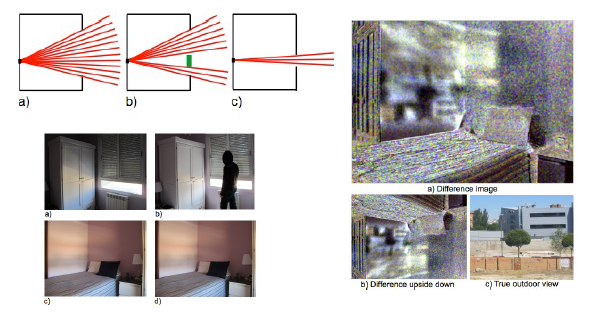 a)
b)
c)
a)
b)
c)
d)
a) Difference image
b) Difference upside down
c) True outdoor view